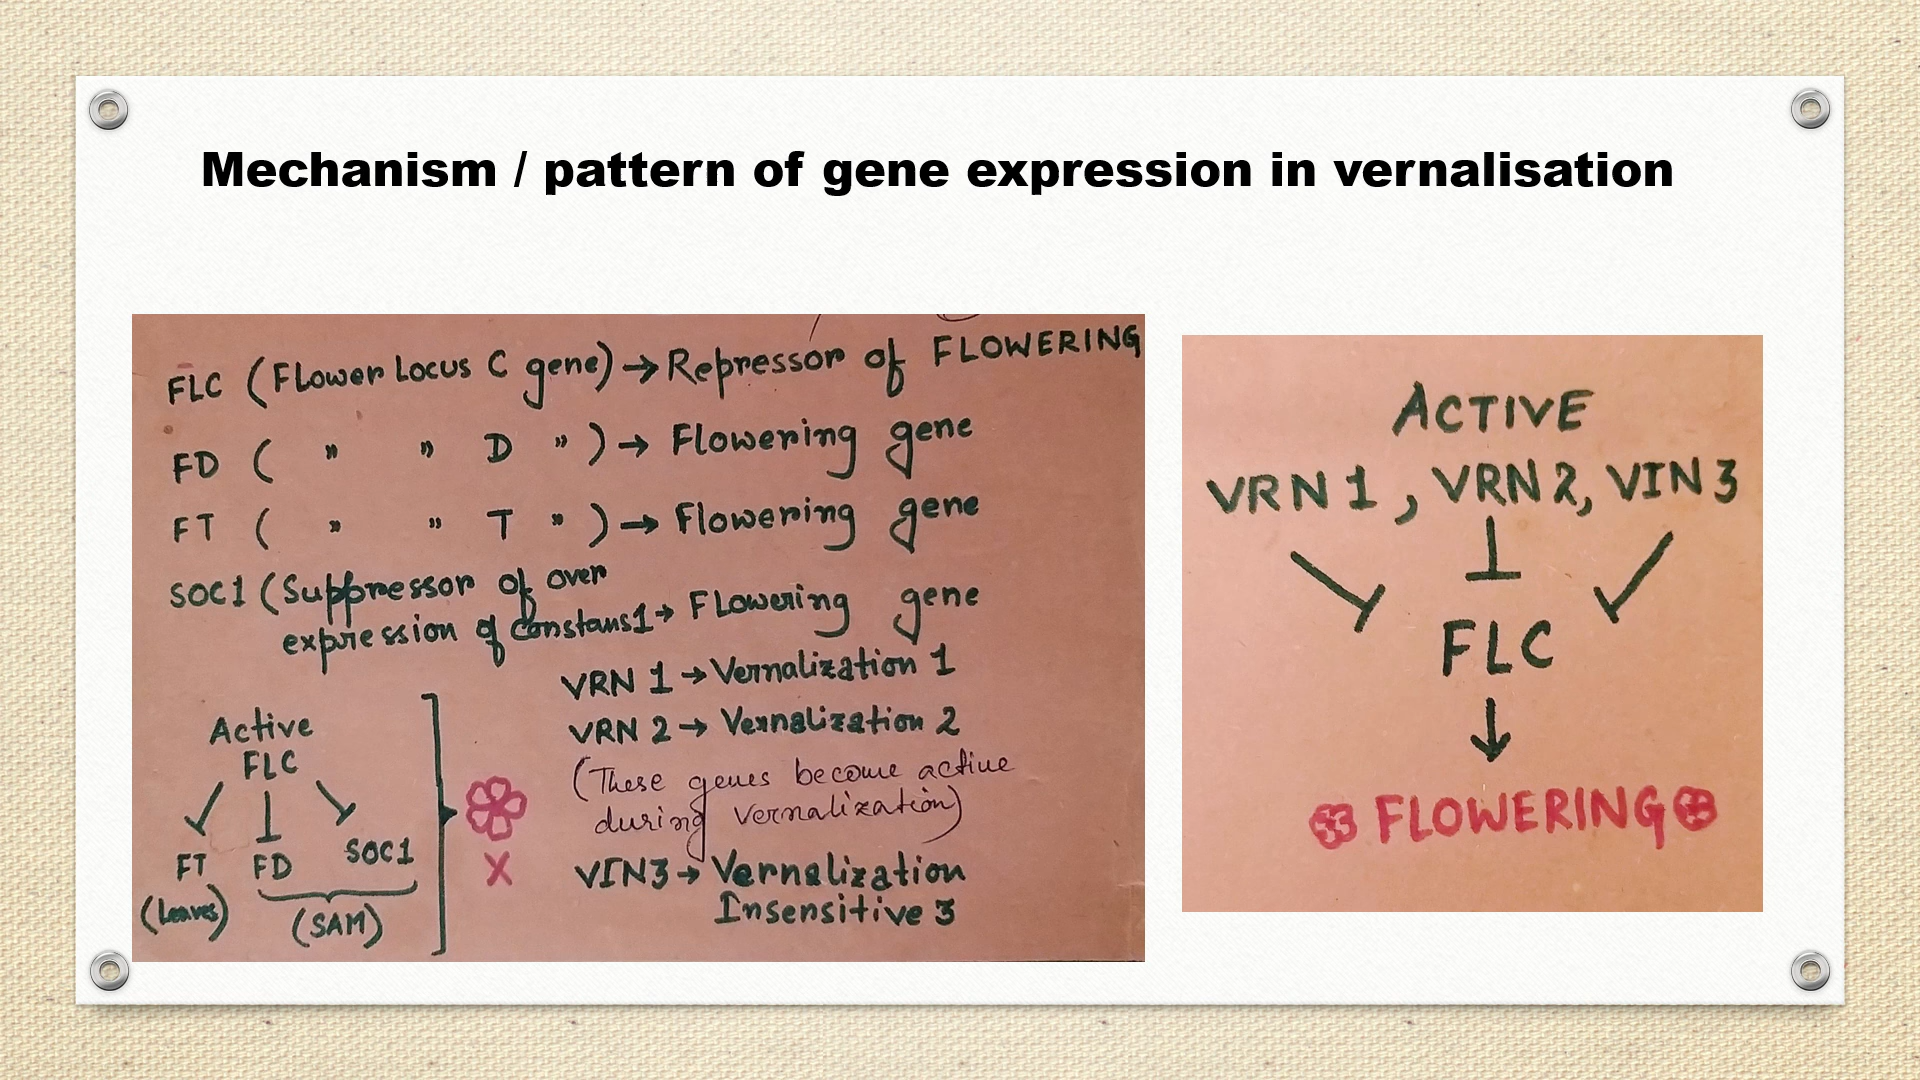 Mechanism / pattern of gene expression in vernalisation
FLC (Flower Locus C gene) → Repressor of FLOWERING
FD ( " " D " ) → Flowering gene
FT ( " " T " ) → Flowering gene
SOC1 (Suppressor of over
expression of Constans1 → Flowering gene
VRN 1 → Vernalization 1
VRN 2 → Vernalization 2
(These genes become active
during vernalization)
VIN3 → Vernalization
Insensitive 3
Active
FLC
FT FD SOC1
(Leaves) (SAM)
X
ACTIVE
VRN 1 , VRN 2, VIN 3
FLC
↓
FLOWERING